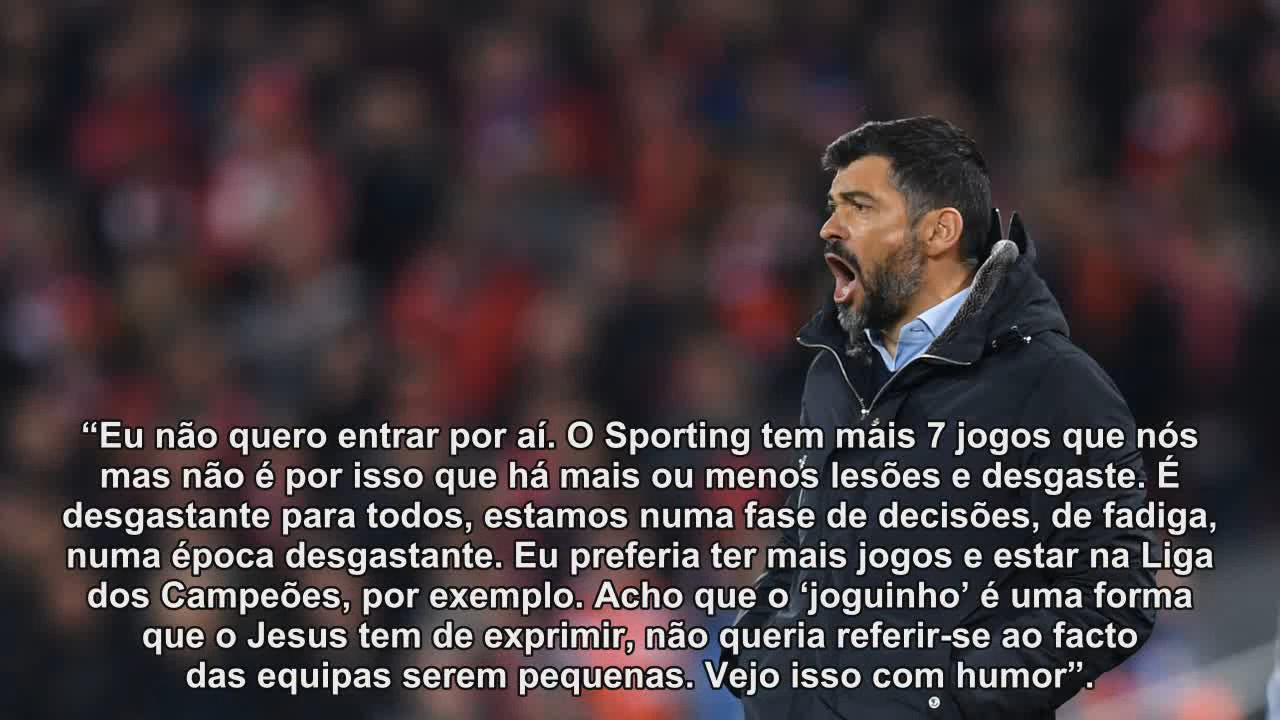 “Eu não quero entrar por aí. O Sporting tem mais 7 jogos que nós
mas não é por isso que há mais ou menos lesões e desgaste. É
desgastante para todos, estamos numa fase de decisões, de fadiga,
numa época desgastante. Eu preferia ter mais jogos e estar na Liga
dos Campeões, por exemplo. Acho que o ‘joguinho’ é uma forma
que o Jesus tem de exprimir, não queria referir-se ao facto
das equipas serem pequenas. Vejo isso com humor”.